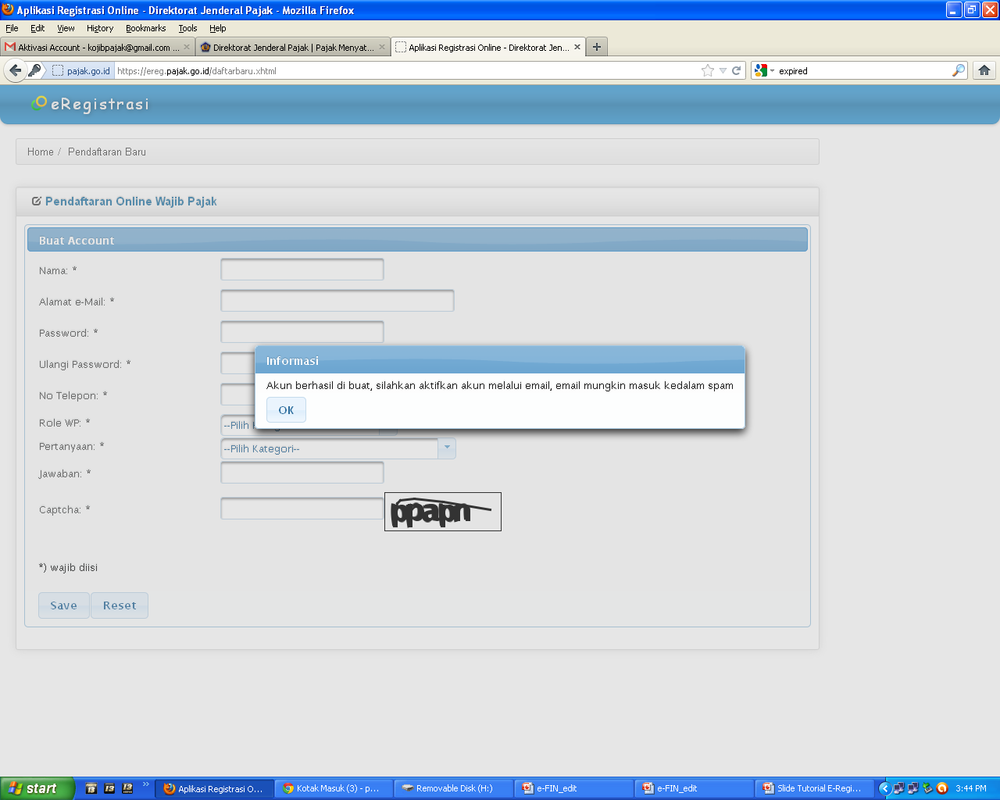 Aplikasi Registrasi Online - Direktorat Jenderal Pajak - Mozilla Firefox
File Edit View History Bookmarks Tools Help
Aktivasi Account - kojibpajak@gmail.com ... Direktorat Jenderal Pajak | Pajak Menyat... Aplikasi Registrasi Online - Direktorat Jen...
pajak.go.id https://ereg.pajak.go.id/daftarbaru.xhtml expired
eRegistrasi
Home / Pendaftaran Baru
Pendaftaran Online Wajib Pajak
Buat Account
Nama: *
Alamat e-Mail: *
Password: *
Ulangi Password: *
Informasi
Akun berhasil di buat, silahkan aktifkan akun melalui email, email mungkin masuk kedalam spam
OK
No Telepon: *
Role WP: * --Pilih
Pertanyaan: * --Pilih Kategori--
Jawaban: *
Captcha: * ppapn
*) wajib diisi
Save Reset
start Aplikasi Registrasi O... Kotak Masuk (3) - p... Removable Disk (H:) e-FIN_edit e-FIN_edit Slide Tutorial E-Regi... 3:44 PM